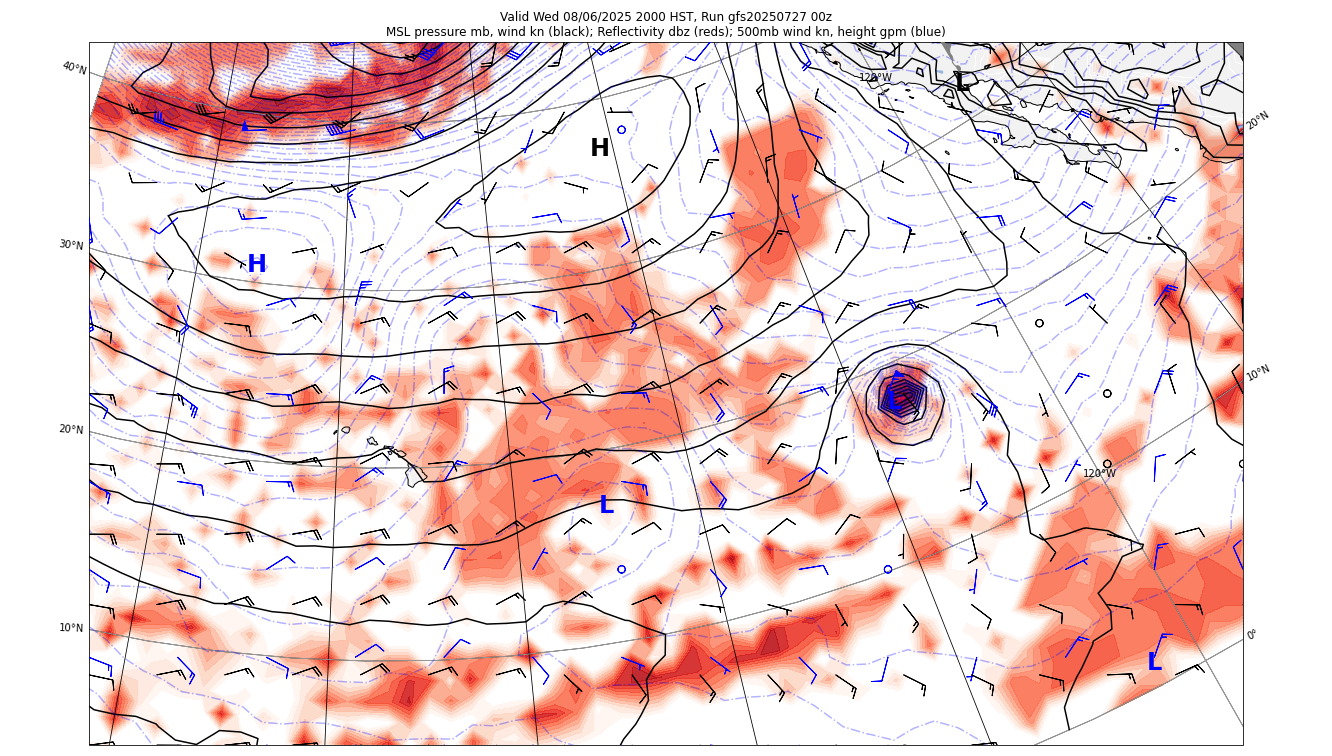 Valid Wed 08/06/2025 2000 HST, Run gfs20250727 00z
MSL pressure mb, wind kn (black); Reflectivity dbz (reds); 500mb wind kn, height gpm (blue)
40°N
120°W
L
20°N
H
30°N
H
10°N
L
20°N
120°W
L
10°N
0°
L